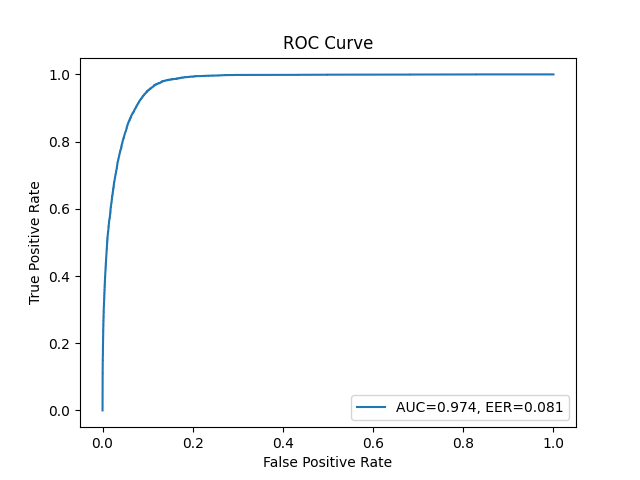 ROC Curve
True Positive Rate
1.0
0.8
0.6
0.4
0.2
0.0
AUC=0.974, EER=0.081
0.0 0.2 0.4 0.6 0.8 1.0
False Positive Rate